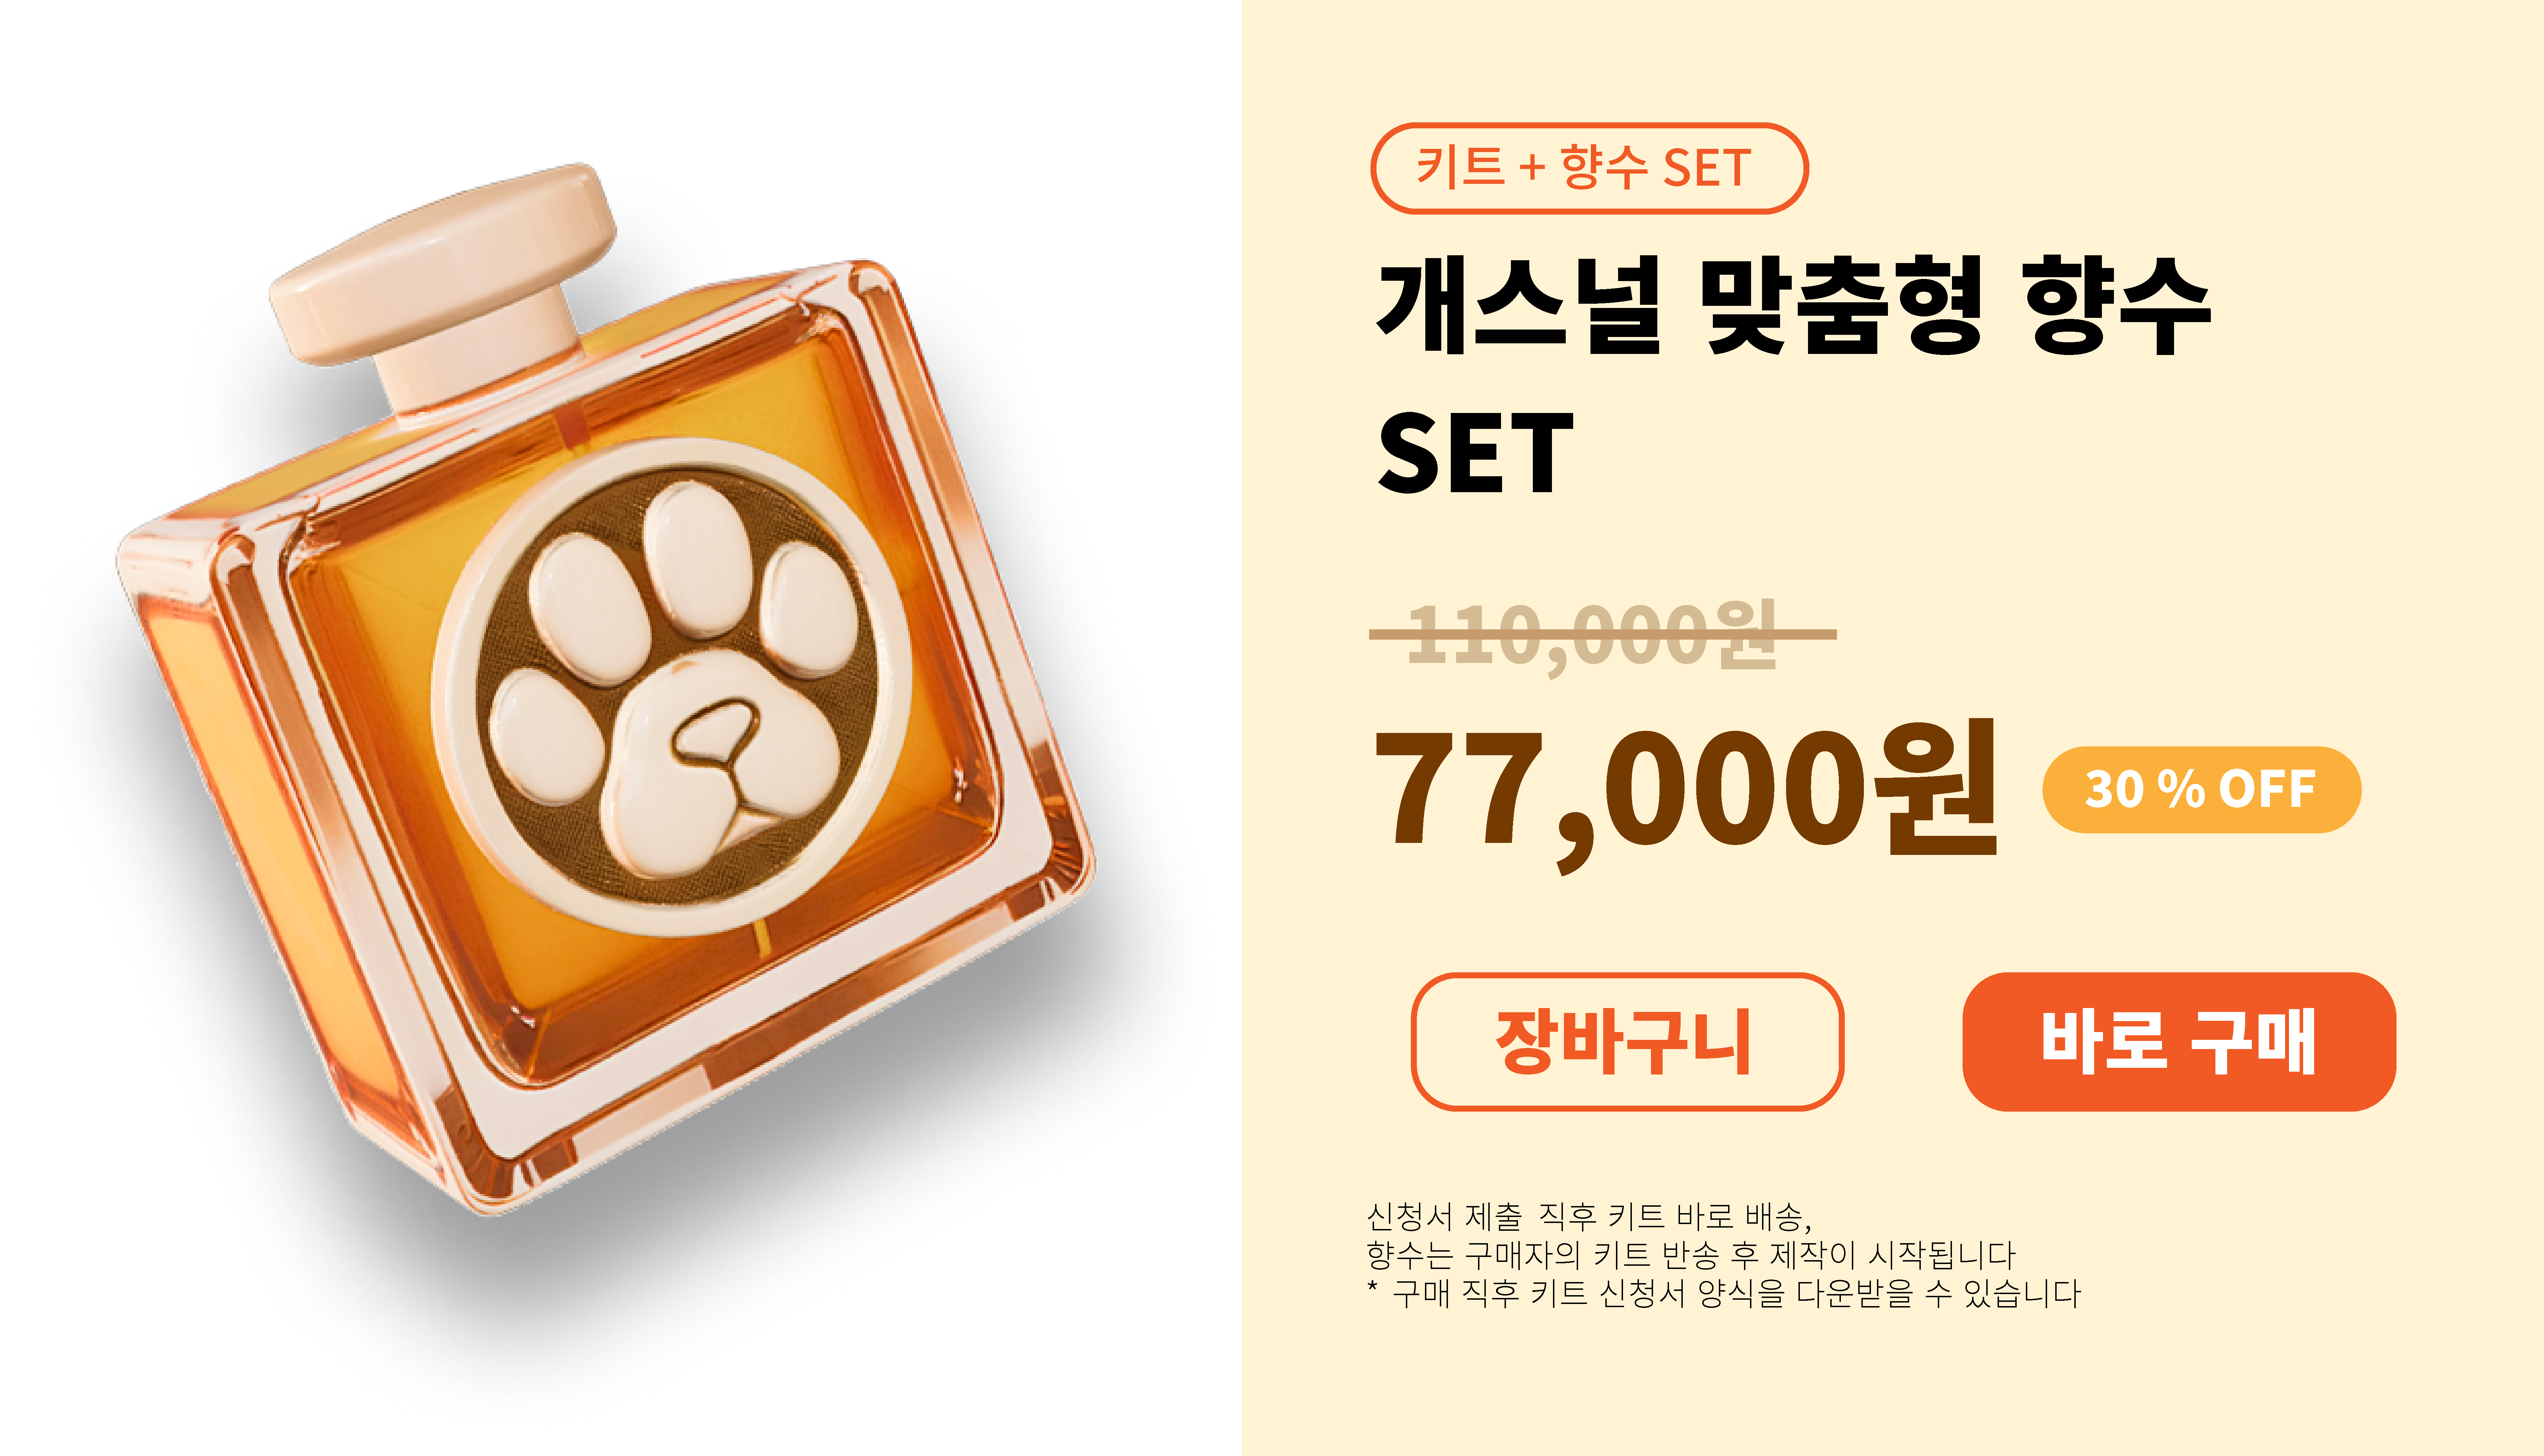 키트 + 향수 SET
개스널 맞춤형 향수
SET
110,000원
77,000원
30 % OFF
장바구니
바로 구매
신청서 제출 직후 키트 바로 배송,
향수는 구매자의 키트 반송 후 제작이 시작됩니다
* 구매 직후 키트 신청서 양식을 다운받을 수 있습니다